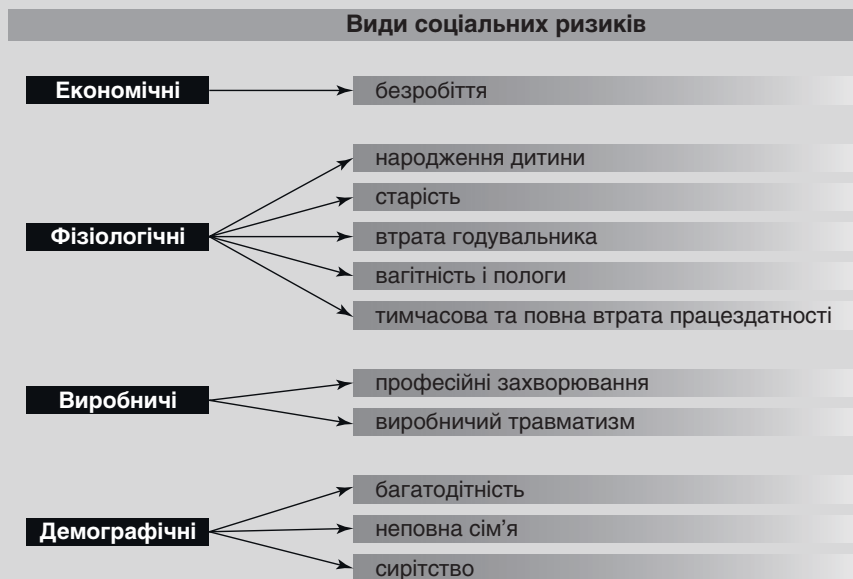 Види соціальних ризиків
Економічні
безробіття
Фізіологічні
народження дитини
старість
втрата годувальника
вагітність і пологи
тимчасова та повна втрата працездатності
Виробничі
професійні захворювання
виробничий травматизм
Демографічні
багатодітність
неповна сім’я
сирітство